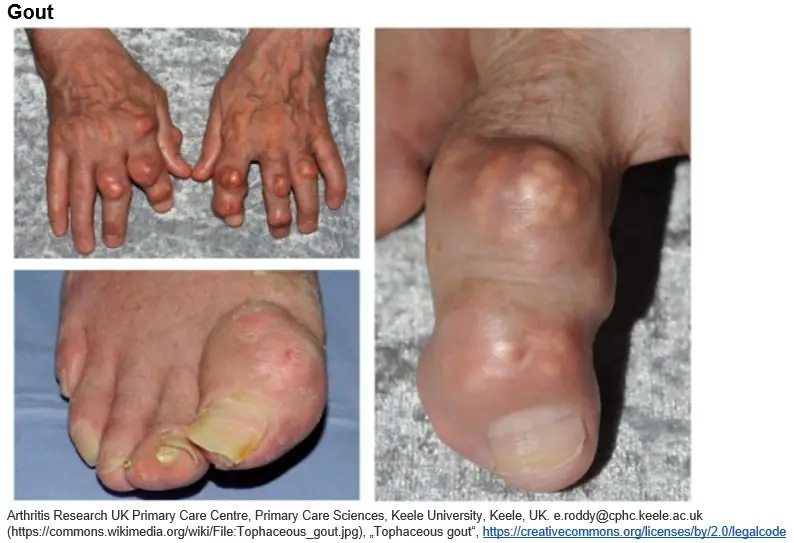 Gout
Arthritis Research UK Primary Care Centre, Primary Care Sciences, Keele University, Keele, UK. e.roddy@cphc.keele.ac.uk
(https://commons.wikimedia.org/wiki/File:Tophaceous_gout.jpg), „Tophaceous gout“, https://creativecommons.org/licenses/by/2.0/legalcode